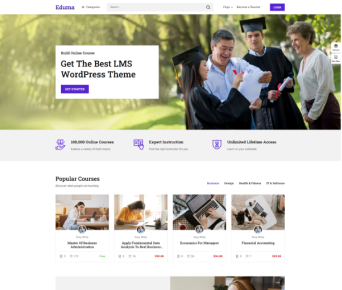 Eduma
Categories
Search...
Pages
Become a Teacher
LOGIN
Build Online Course
Get The Best LMS
WordPress Theme
GET STARTED
100,000 Online Courses
Expert Instruction
Unlimited Lifetime Access
Popular Courses
Business
Design
Health & Fitness
IT & Software
Master Of Business
Administration
Free
Apply Fundamental Data
Analysis To Real Business...
Economics For Managers
Financial Accounting